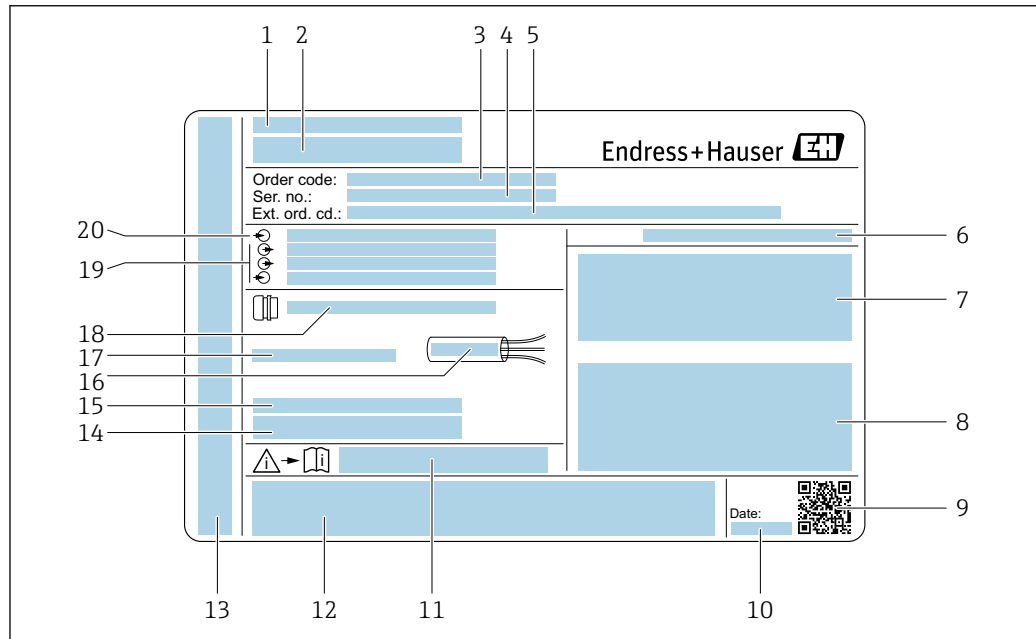 1 2 3 4 5
Endress+Hauser EH
Order code:
Ser. no.:
Ext. ord. cd.:
20
6
19
i
7
18
17
16
15
14
8
i i
Date:
9
13 12 11 10